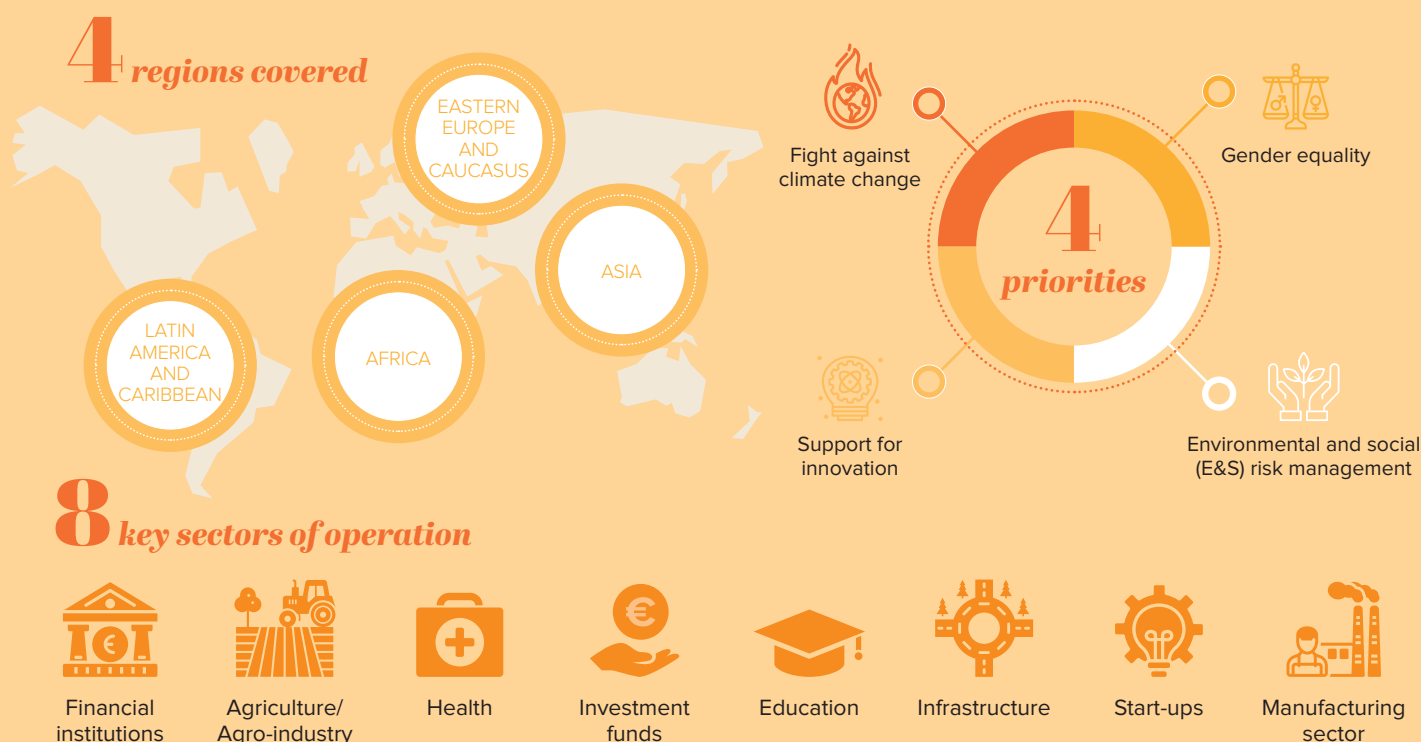 4 regions covered
EASTERN
EUROPE
AND
CAUCASUS
ASIA
LATIN
AMERICA
AND
CARIBBEAN
AFRICA
4
priorities
Fight against
climate change
Gender equality
Support for
innovation
Environmental and social
(E&S) risk management
8 key sectors of operation
€
Financial
institutions
Agriculture/
Agro-industry
Health
€
Investment
funds
Education
Infrastructure
Start-ups
Manufacturing
sector